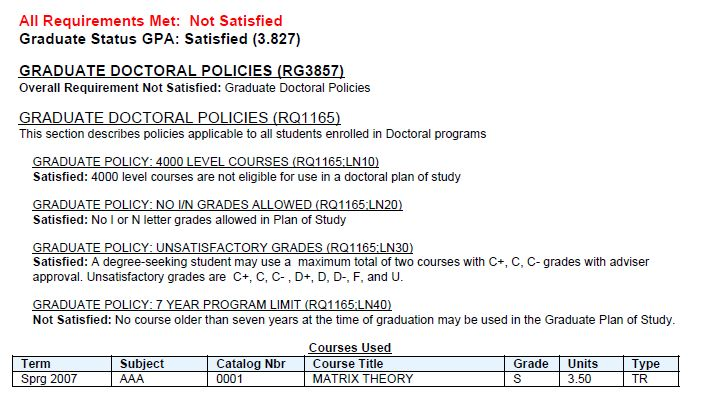 All Requirements Met: Not Satisfied
Graduate Status GPA: Satisfied (3.827)
GRADUATE DOCTORAL POLICIES (RG3857)
Overall Requirement Not Satisfied: Graduate Doctoral Policies
GRADUATE DOCTORAL POLICIES (RQ1165)
This section describes policies applicable to all students enrolled in Doctoral programs
GRADUATE POLICY: 4000 LEVEL COURSES (RQ1165;LN10)
Satisfied: 4000 level courses are not eligible for use in a doctoral plan of study
GRADUATE POLICY: NO I/N GRADES ALLOWED (RQ1165;LN20)
Satisfied: No I or N letter grades allowed in Plan of Study
GRADUATE POLICY: UNSATISFACTORY GRADES (RQ1165;LN30)
Satisfied: A degree-seeking student may use a maximum total of two courses with C+, C, C- grades with adviser
approval. Unsatisfactory grades are C+, C, C- , D+, D, D-, F, and U.
GRADUATE POLICY: 7 YEAR PROGRAM LIMIT (RQ1165;LN40)
Not Satisfied: No course older than seven years at the time of graduation may be used in the Graduate Plan of Study.
Courses Used
Term Subject Catalog Nbr Course Title Grade Units Type
Sprg 2007 AAA 0001 MATRIX THEORY S 3.50 TR